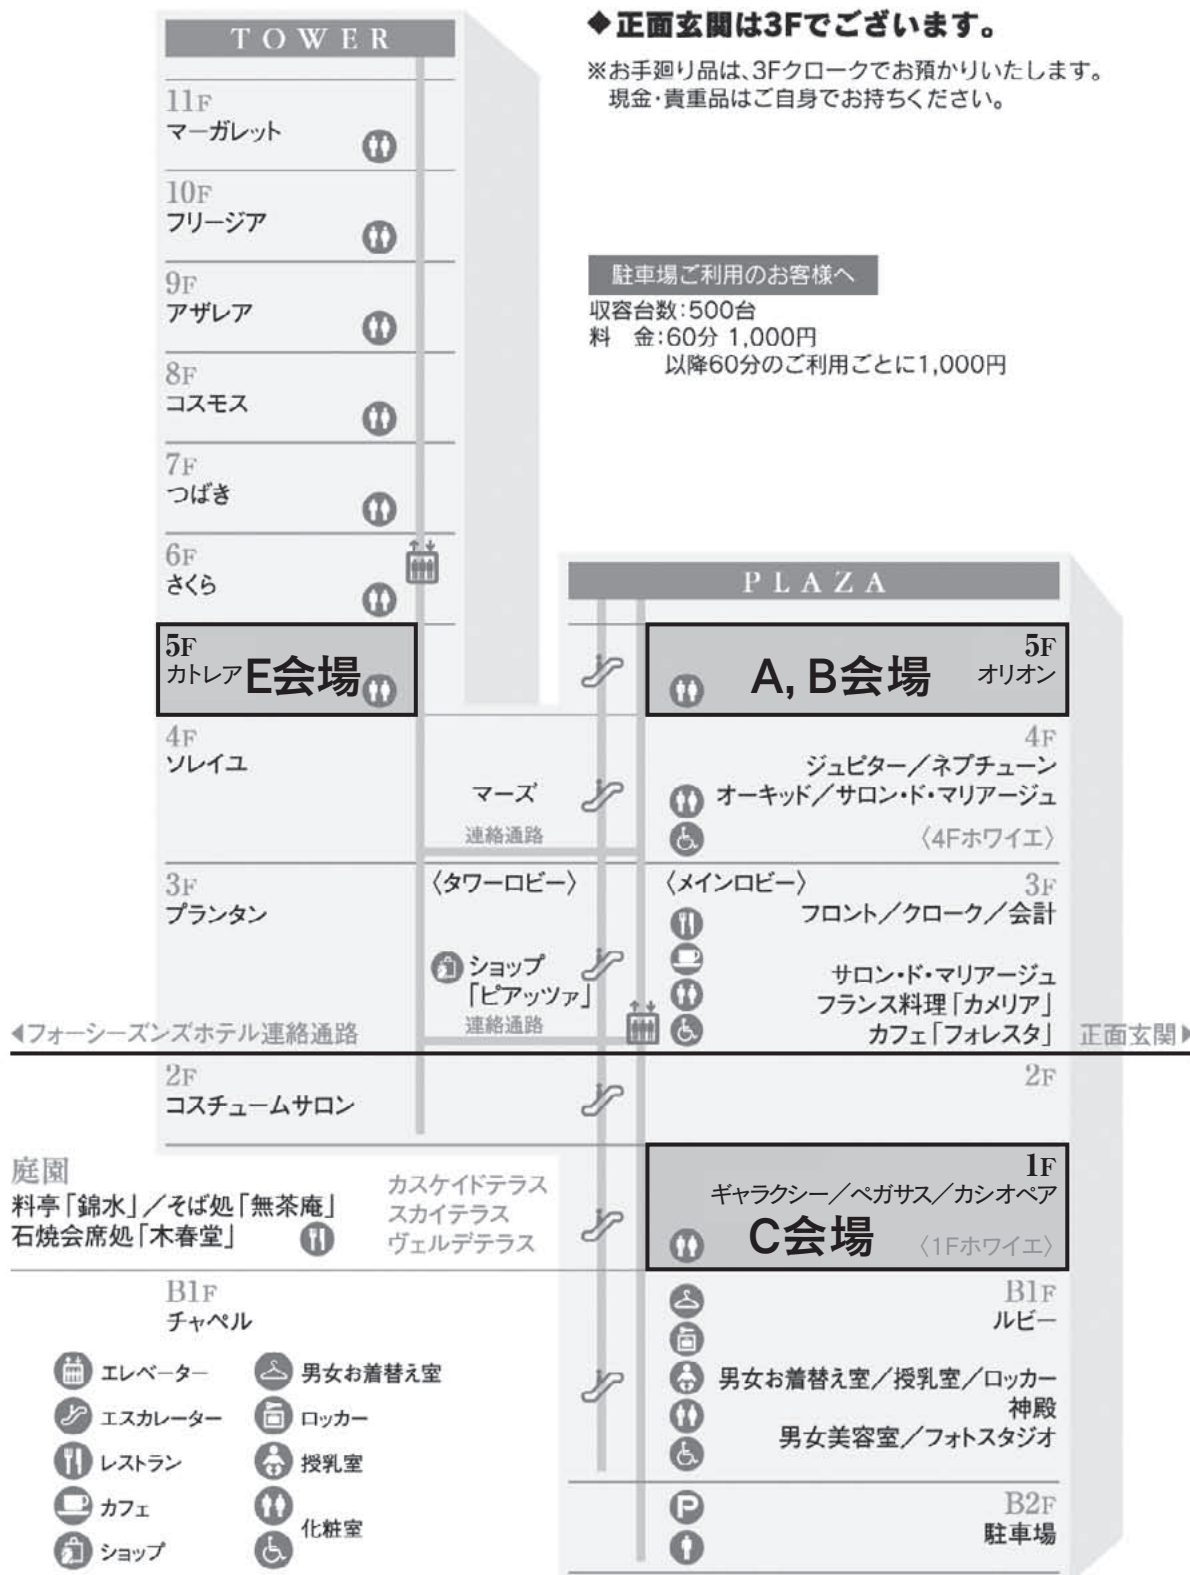 ◆正面玄関は3Fでございます。
※お手廻り品は、3Fクロークでお預かりいたします。
現金・貴重品はご自身でお持ちください。
駐車場ご利用のお客様へ
収容台数:500台
料　金:60分 1,000円
以降60分のご利用ごとに1,000円
TOWER
11F
マーガレット
10F
フリージア
9F
アザレア
8F
コスモス
7F
つばき
6F
さくら
5F
カトレア E会場
4F
ソレイユ
3F
プランタン
2F
コスチュームサロン
マーズ
連絡通路
〈タワーロビー〉
ショップ
「ピアッツァ」
連絡通路
PLAZA
5F
A, B会場 オリオン
4F
ジュピター／ネプチューン
オーキッド／サロン・ド・マリアージュ
〈4Fホワイエ〉
〈メインロビー〉 3F
フロント／クローク／会計
サロン・ド・マリアージュ
フランス料理「カメリア」
カフェ「フォレスタ」
◀フォーシーズンズホテル連絡通路
正面玄関▶
2F
1F
ギャラクシー／ペガサス／カシオペア
C会場 〈1Fホワイエ〉
庭園
料亭「錦水」／そば処「無茶庵」
石焼会席処「木春堂」
カスケイドテラス
スカイテラス
ヴェルデテラス
B1F
チャペル
B1F
ルビー
男女お着替え室／授乳室／ロッカー
神殿
男女美容室／フォトスタジオ
P
B2F
駐車場
エレベーター
エスカレーター
レストラン
カフェ
ショップ
男女お着替え室
ロッカー
授乳室
化粧室